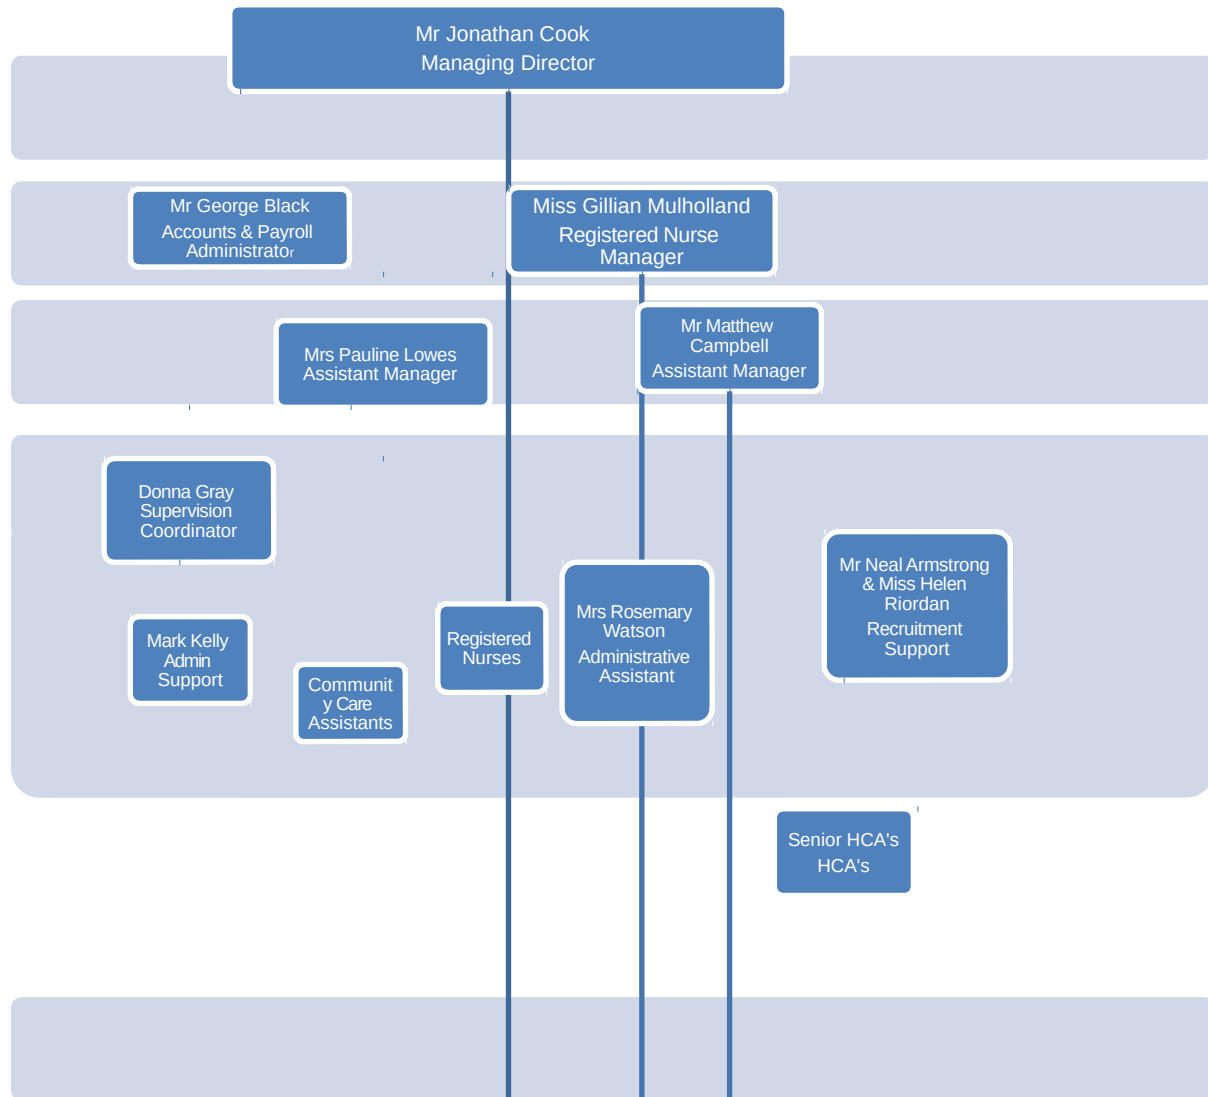 Mr Jonathan Cook
Managing Director
Mr George Black
Accounts & Payroll
Administrator
Miss Gillian Mulholland
Registered Nurse
Manager
Mrs Pauline Lowes
Assistant Manager
Mr Matthew
Campbell
Assistant Manager
Donna Gray
Supervision
Coordinator
Mr Neal Armstrong
& Miss Helen
Riordan
Recruitment
Support
Mark Kelly
Admin
Support
Communit
y Care
Assistants
Registered
Nurses
Mrs Rosemary
Watson
Administrative
Assistant
Senior HCA's
HCA's